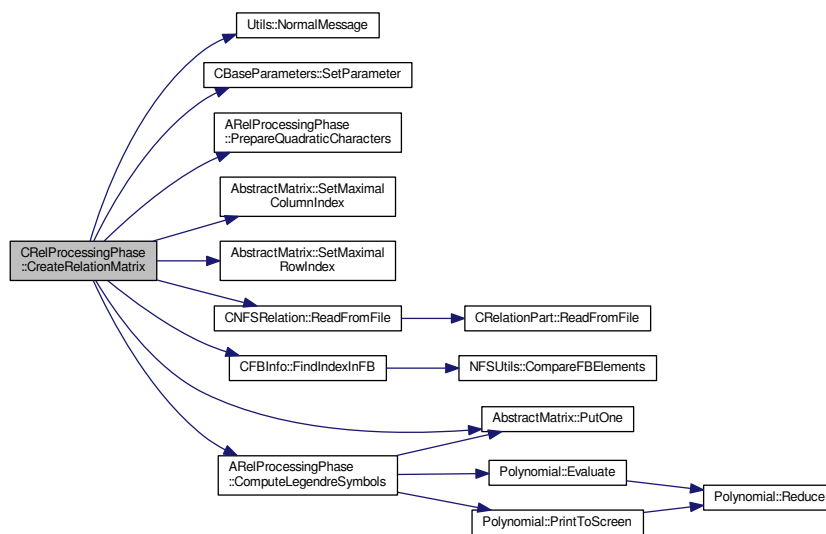 Utils::NormalMessage
CBaseParameters::SetParameter
ARelProcessingPhase
::PrepareQuadraticCharacters
AbstractMatrix::SetMaximal
ColumnIndex
CRelProcessingPhase
::CreateRelationMatrix
AbstractMatrix::SetMaximal
RowIndex
CNFSRelation::ReadFromFile
CRelationPart::ReadFromFile
CFBInfo::FindIndexInFB
NFSUtils::CompareFBElements
AbstractMatrix::PutOne
ARelProcessingPhase
::ComputeLegendreSymbols
Polynomial::Evaluate
Polynomial::Reduce
Polynomial::PrintToScreen